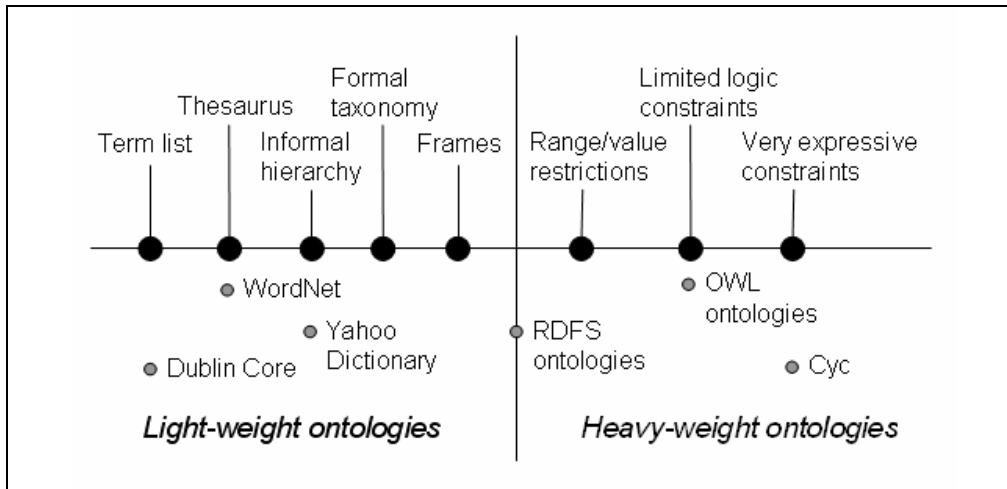 Formal
taxonomy
Limited logic
constraints
Thesaurus
Term list
Informal
hierarchy
Frames
Range/value
restrictions
Very expressive
constraints
WordNet
OWL
ontologies
Yahoo
Dictionary
RDFS
ontologies
Dublin Core
Cyc
Light-weight ontologies
Heavy-weight ontologies